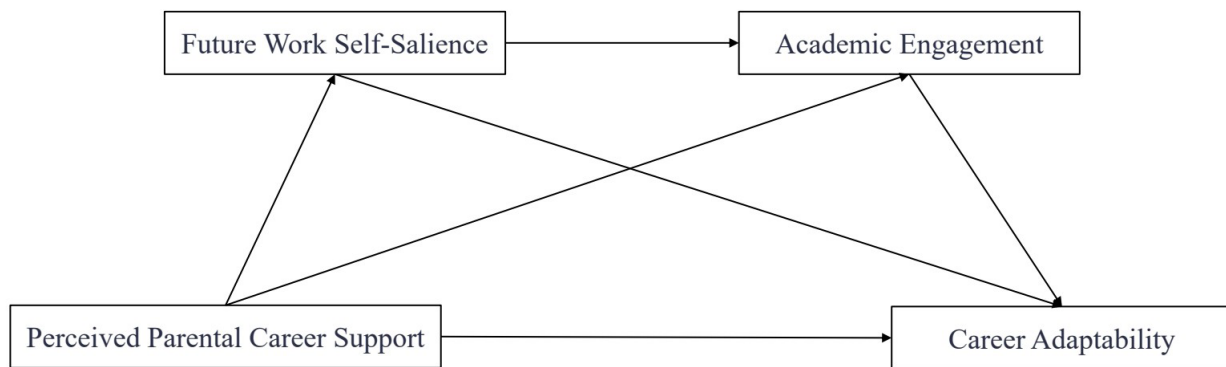 Future Work Self-Salience
Academic Engagement
Perceived Parental Career Support
Career Adaptability